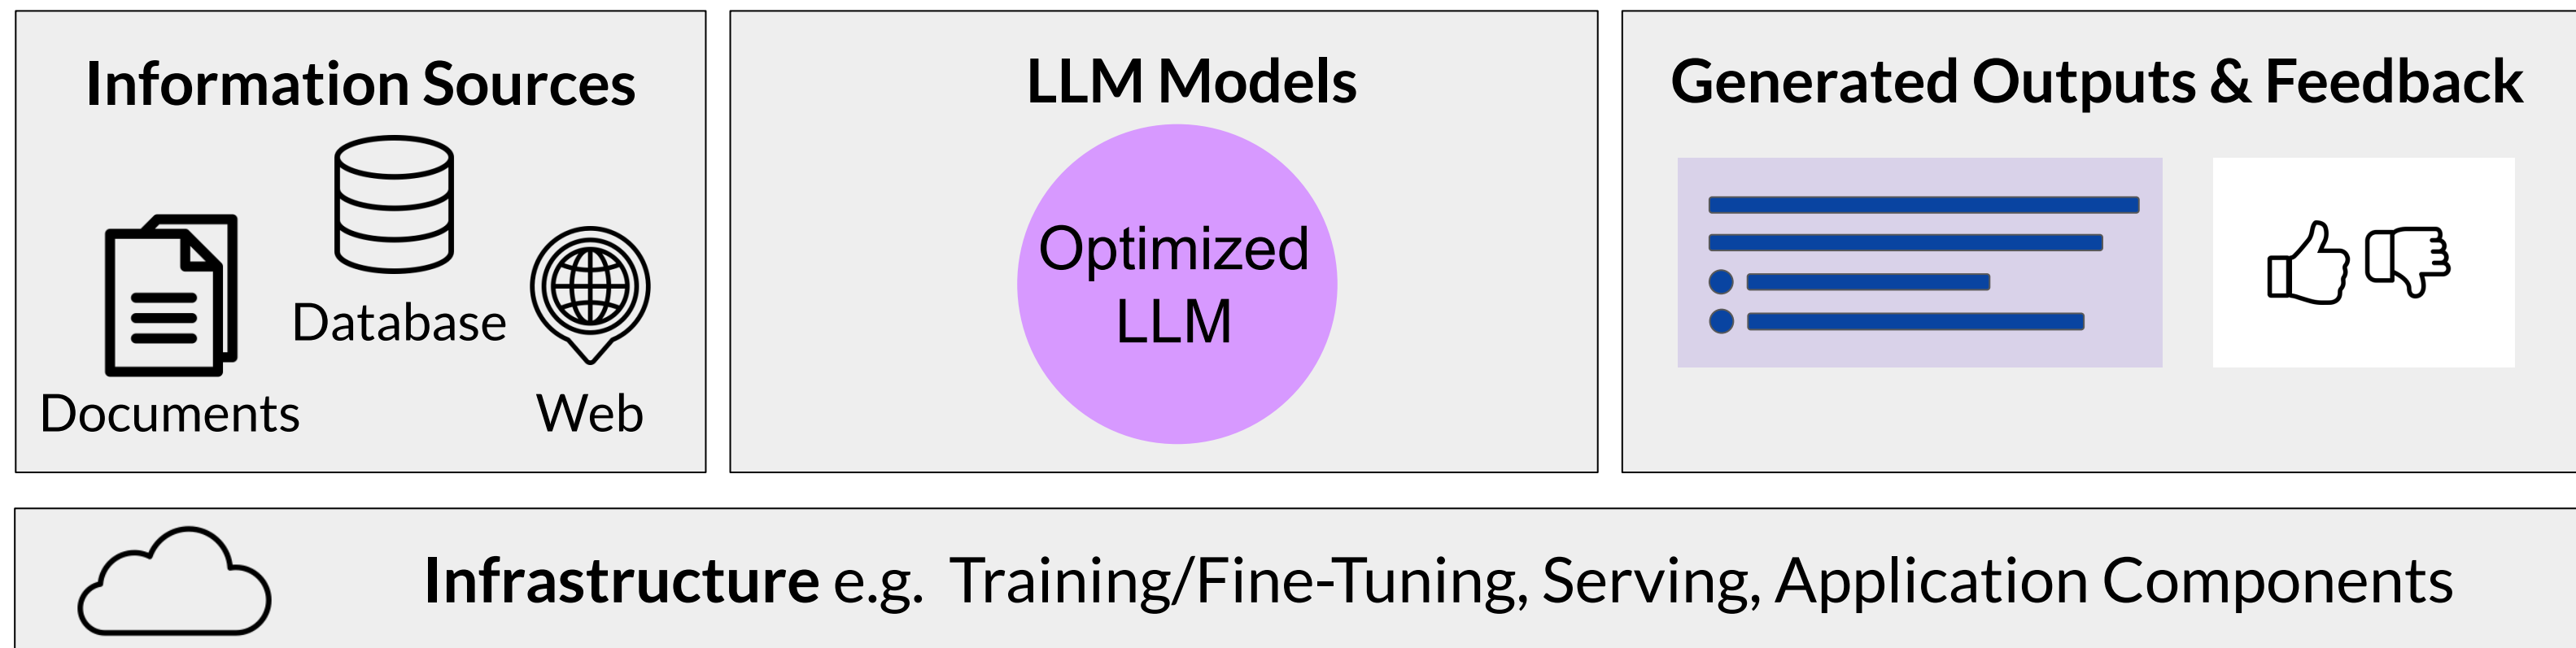 Information Sources
Database
Documents
Web
LLM Models
Optimized
LLM
Generated Outputs & Feedback
Infrastructure e.g. Training/Fine-Tuning, Serving, Application Components